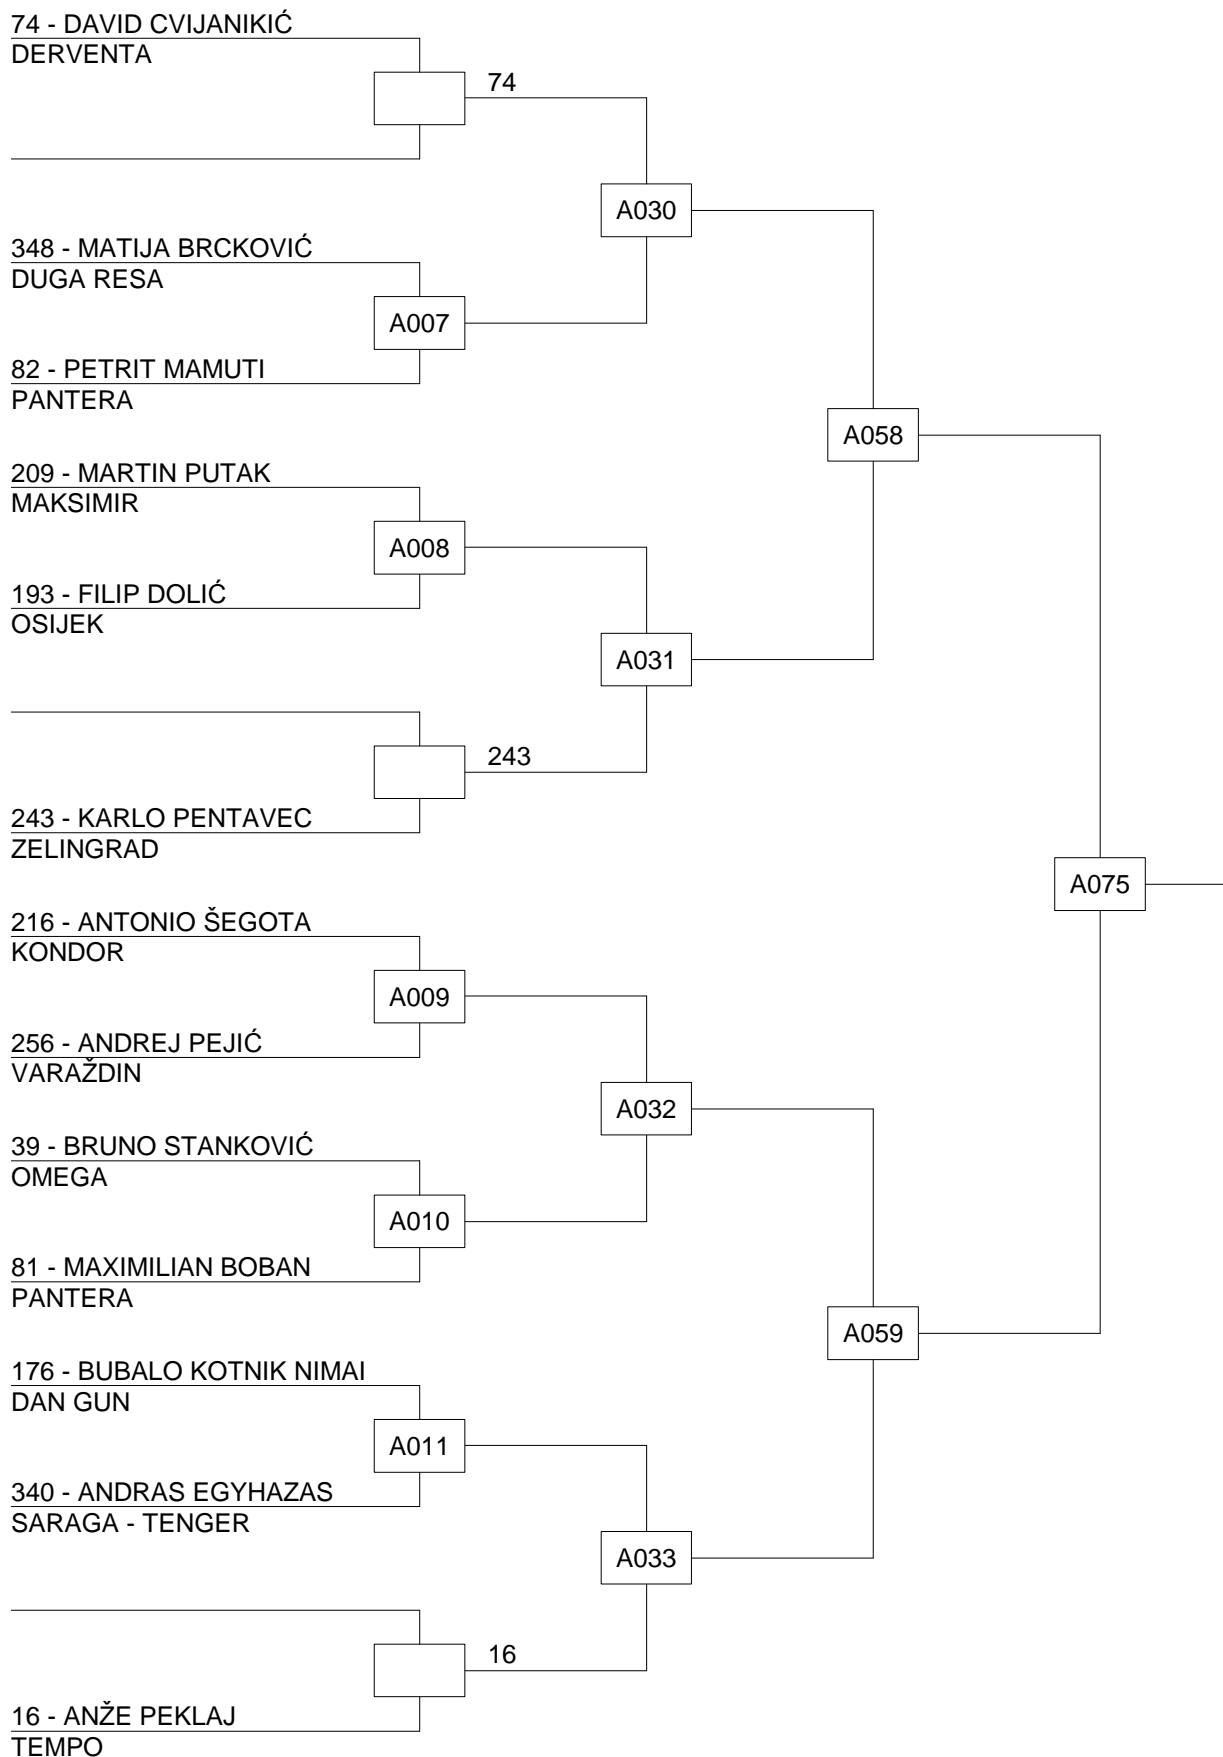 74 - DAVID CVIJANIKIĆ
DERVENTA
74
A030
348 - MATIJA BRCKOVIĆ
DUGA RESA
A007
82 - PETRIT MAMUTI
PANTERA
A058
209 - MARTIN PUTAK
MAKSIMIR
A008
193 - FILIP DOLIĆ
OSIJEK
A031
243
243 - KARLO PENTAVEC
ZELINGRAD
A075
216 - ANTONIO ŠEGOTA
KONDOR
A009
256 - ANDREJ PEJIĆ
VARAŽDIN
A032
39 - BRUNO STANKOVIĆ
OMEGA
A010
81 - MAXIMILIAN BOBAN
PANTERA
A059
176 - BUBALO KOTNIK NIMAI
DAN GUN
A011
340 - ANDRAS EGYHAZAS
SARAGA - TENGER
A033
16
16 - ANŽE PEKLAJ
TEMPO